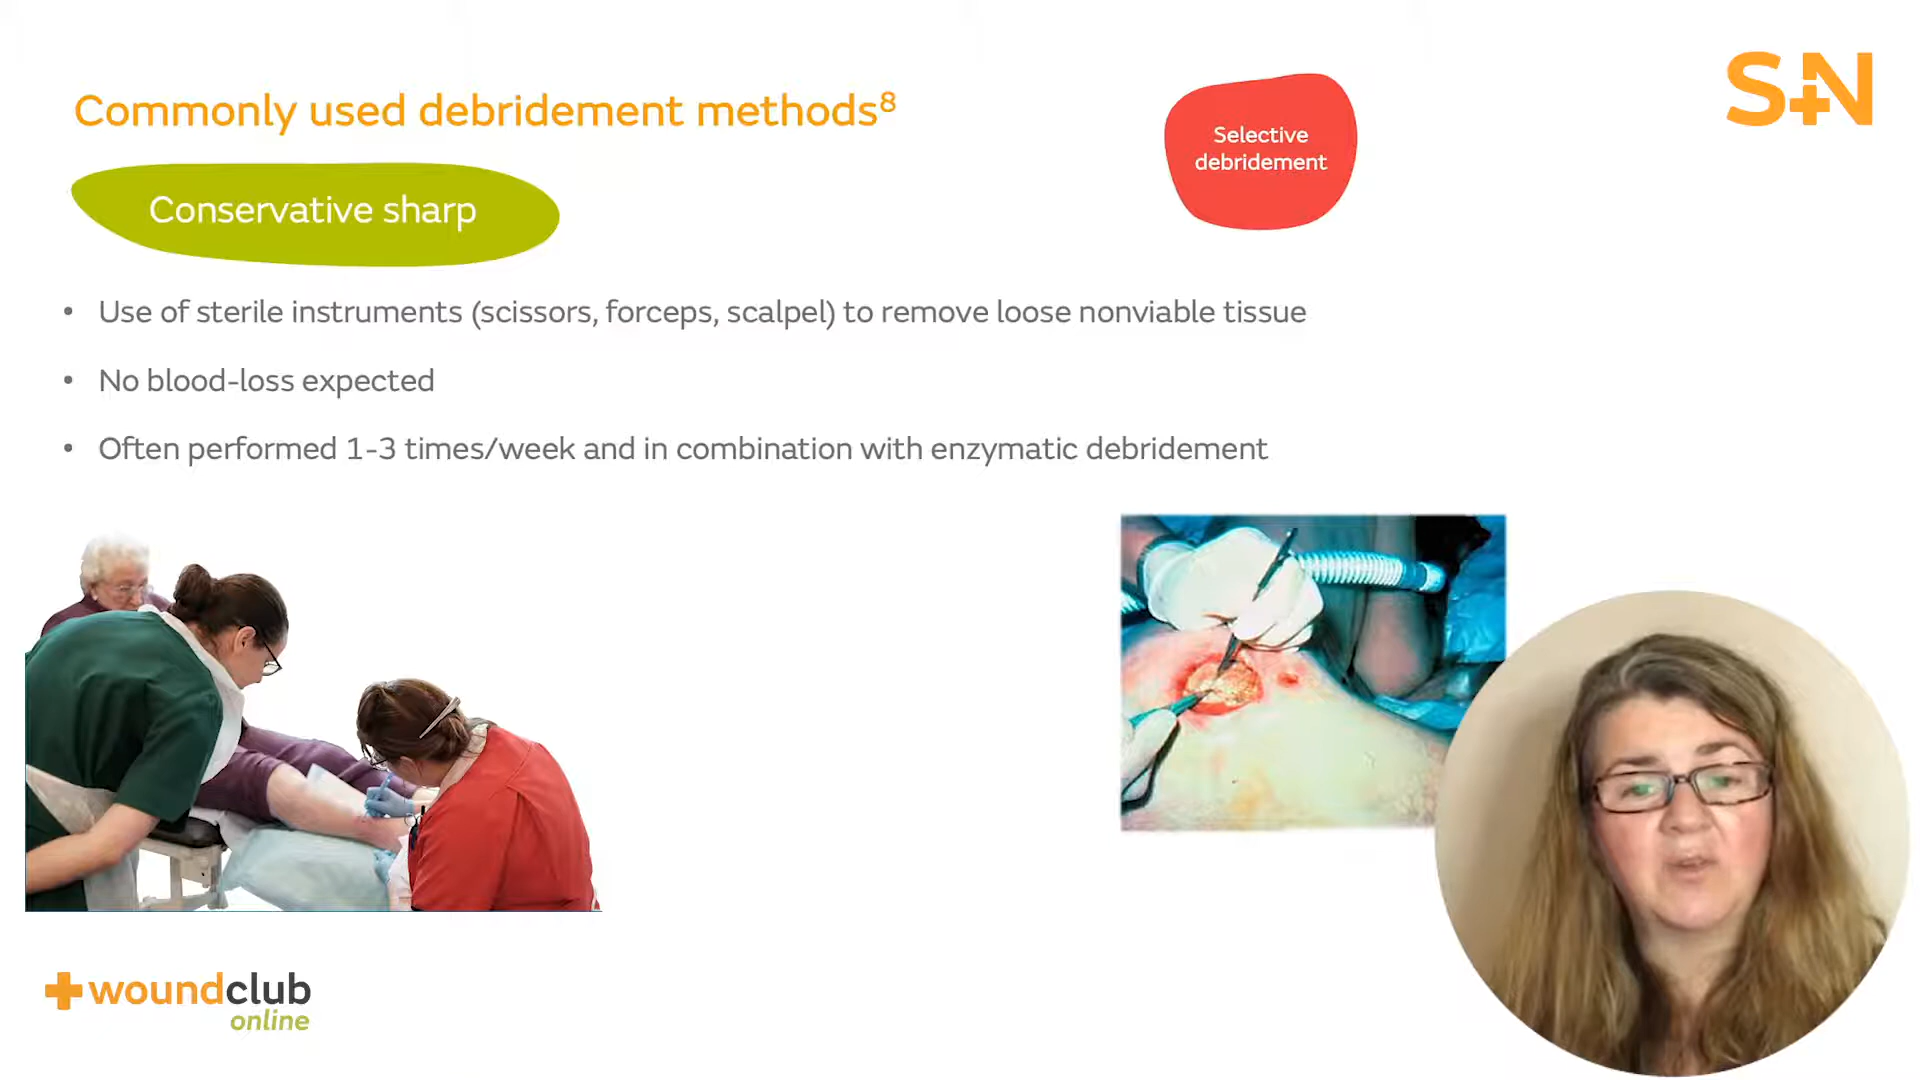 Commonly used debridement methods⁸
Selective
debridement
S+N
Conservative sharp
• Use of sterile instruments (scissors, forceps, scalpel) to remove loose nonviable tissue
• No blood-loss expected
• Often performed 1-3 times/week and in combination with enzymatic debridement
woundclub
online